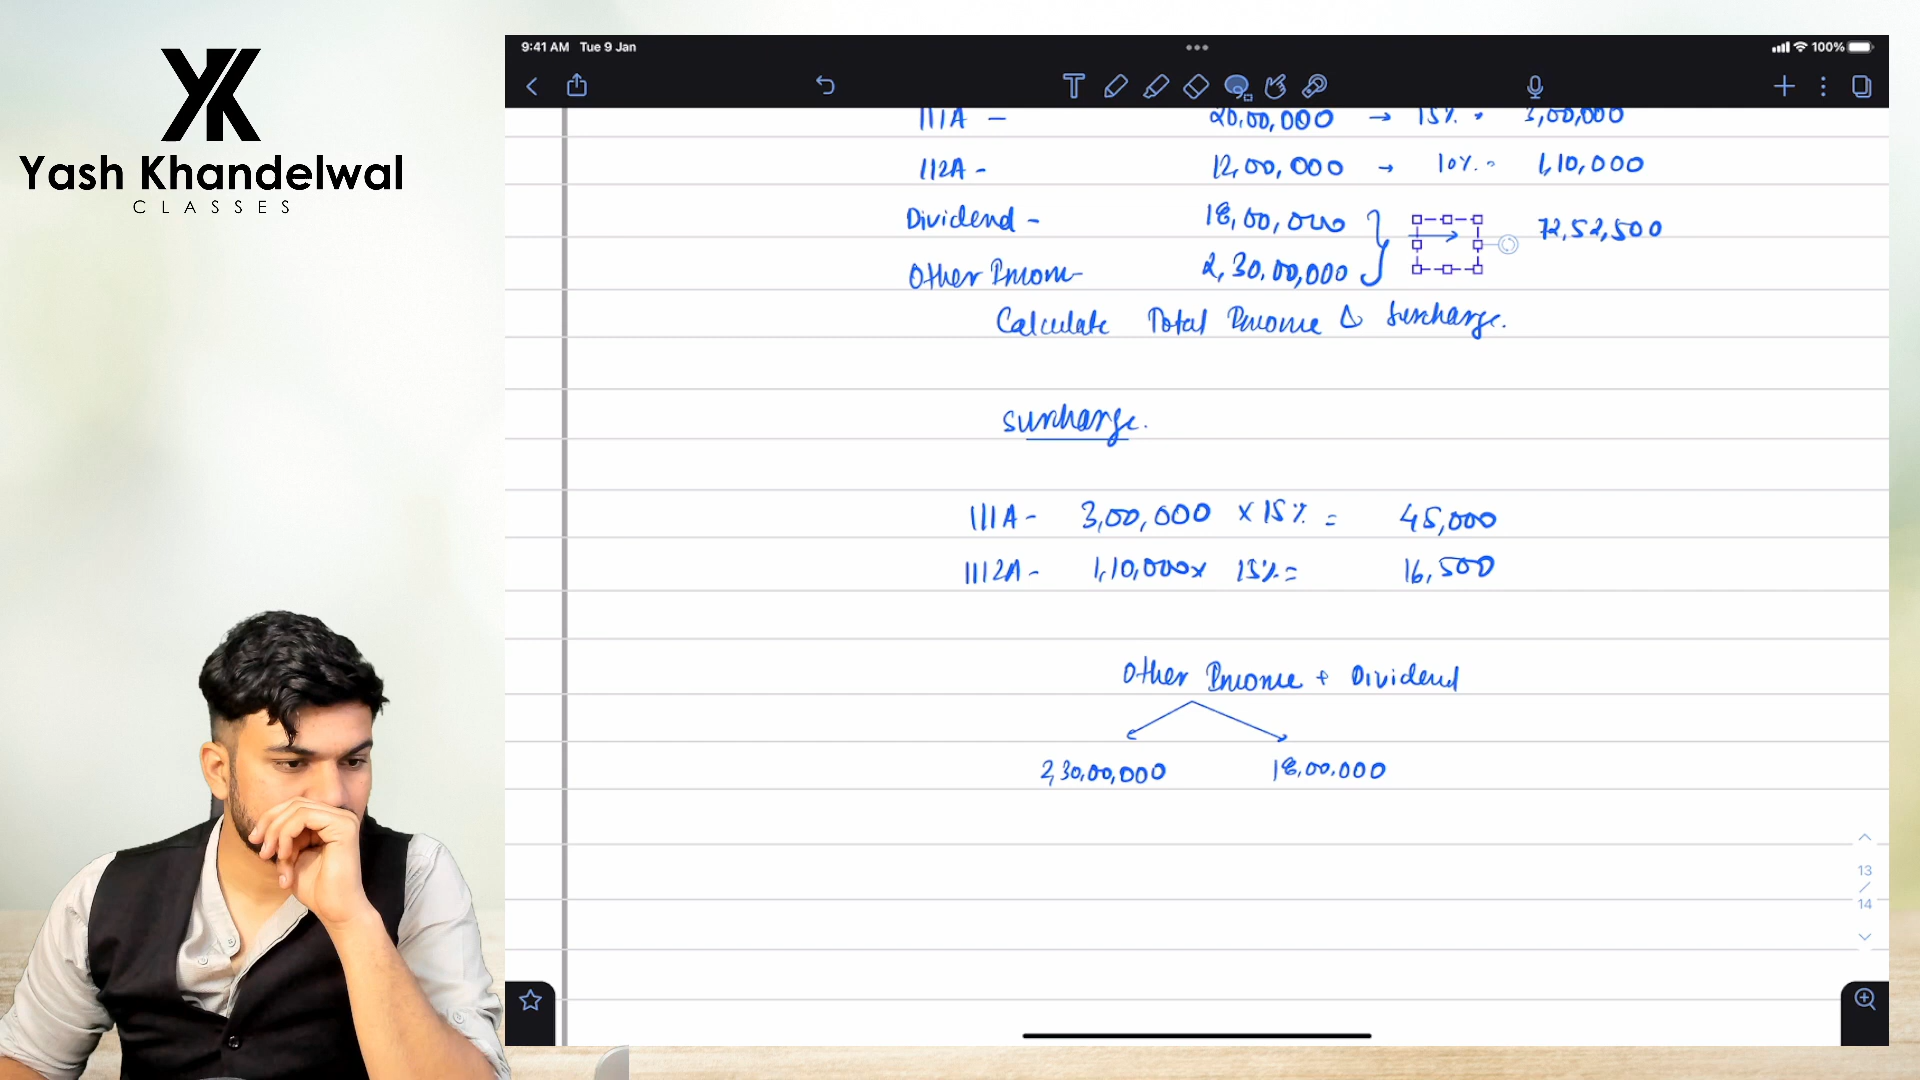 Yash Khandelwal
CLASSES
9:41 AM Tue 9 Jan
100%
111A - 20,00,000 → 15% = 3,00,000
112A - 12,00,000 → 10% = 1,10,000
Dividend - 18,00,000
72,52,500
Other Income - 2,30,00,000
Calculate Total Income & Surcharge.
Surcharge.
111A - 3,00,000 × 15% = 45,000
1112A - 1,10,000 × 15% = 16,500
Other Income + Dividend
2,30,00,000 18,00,000
13
/
14